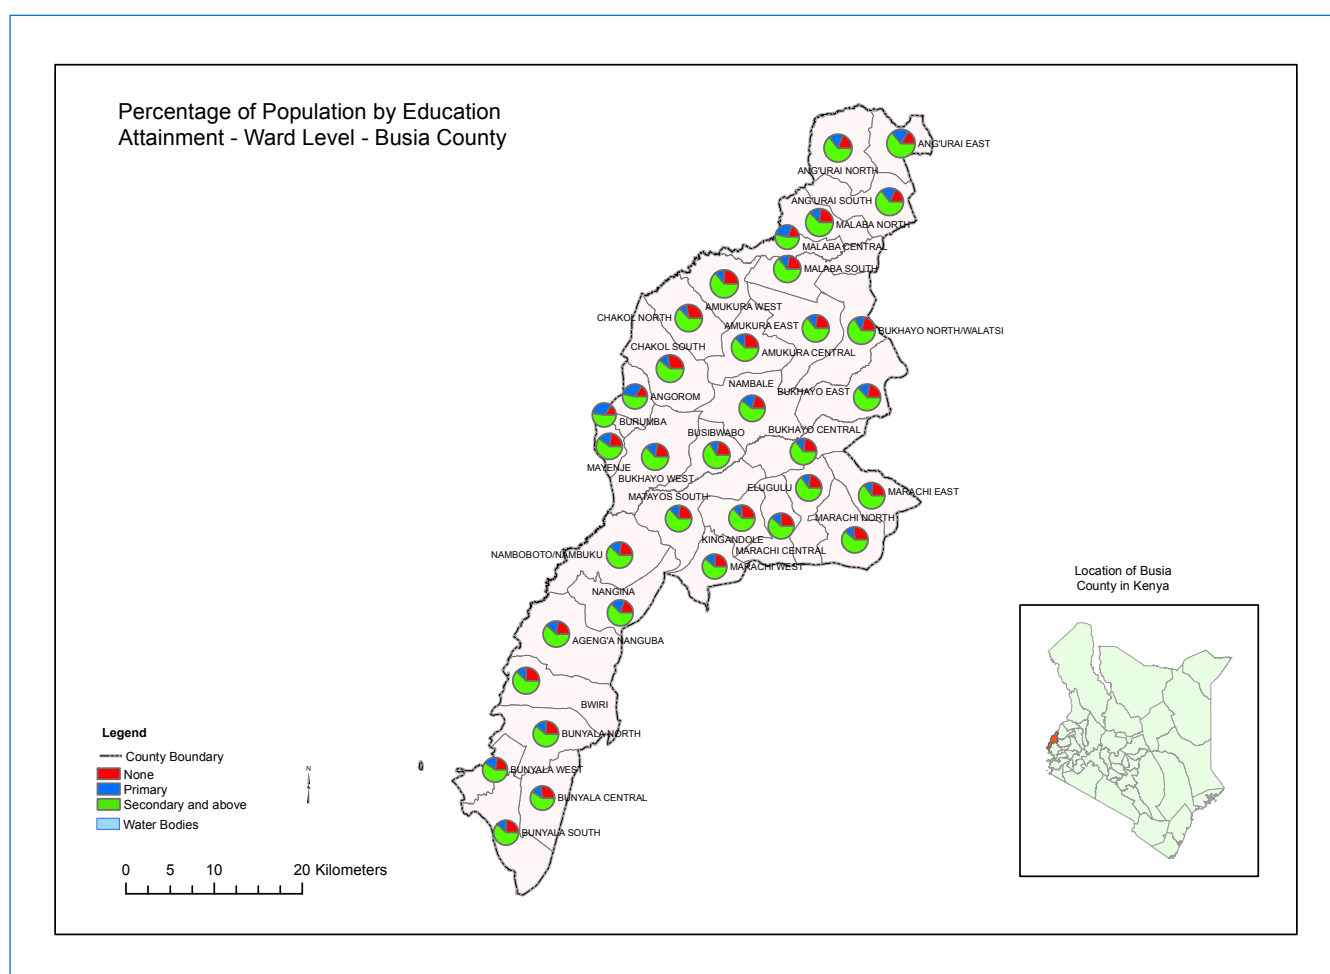 Percentage of Population by Education
Attainment - Ward Level - Busia County
ANG'URAI EAST
ANG'URAI NORTH
ANG'URAI SOUTH
MALABA NORTH
MALABA CENTRAL
MALABA SOUTH
AMUKURA WEST
CHAKOL NORTH
AMUKURA EAST
BUKHAYO NORTH/WALATSI
CHAKOL SOUTH
AMUKURA CENTRAL
NAMBALE
BUKHAYO EAST
ANGOROM
BURUMBA
BUSIBWABO
BUKHAYO CENTRAL
MAYENJE
BUKHAYO WEST
ELUGULU
MARACHI EAST
MATAYOS SOUTH
MARACHI NORTH
KINGANDOLE
MARACHI CENTRAL
NAMBOBOTO/NAMBUKU
MARACHI WEST
NANGINA
AGENG'A NANGUBA
BWIRI
BUNYALA NORTH
BUNYALA WEST
BUNYALA CENTRAL
BUNYALA SOUTH
Location of Busia
County in Kenya
Legend
County Boundary
None
Primary
Secondary and above
Water Bodies
N
0 5 10 20 Kilometers